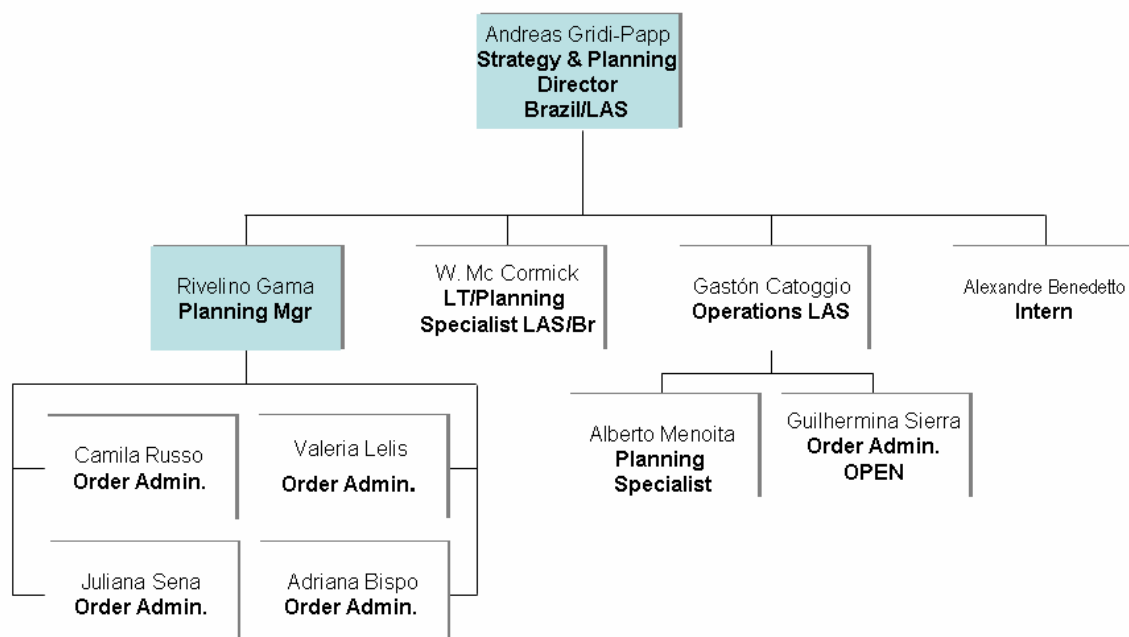 Andreas Gridi-Papp
Strategy & Planning
Director
Brazil/LAS
Rivelino Gama
Planning Mgr
W. Mc Cormick
LT/Planning
Specialist LAS/Br
Gastón Catoggio
Operations LAS
Alexandre Benedetto
Intern
Camila Russo
Order Admin.
Valeria Lelis
Order Admin.
Alberto Menoita
Planning
Specialist
Guilhermina Sierra
Order Admin.
OPEN
Juliana Sena
Order Admin.
Adriana Bispo
Order Admin.